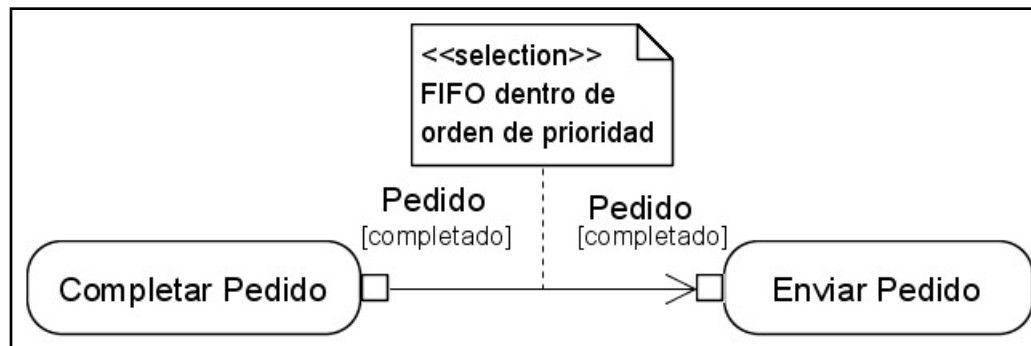 <<selection>>
FIFO dentro de
orden de prioridad
Pedido
[completado]
Pedido
[completado]
Completar Pedido
Enviar Pedido